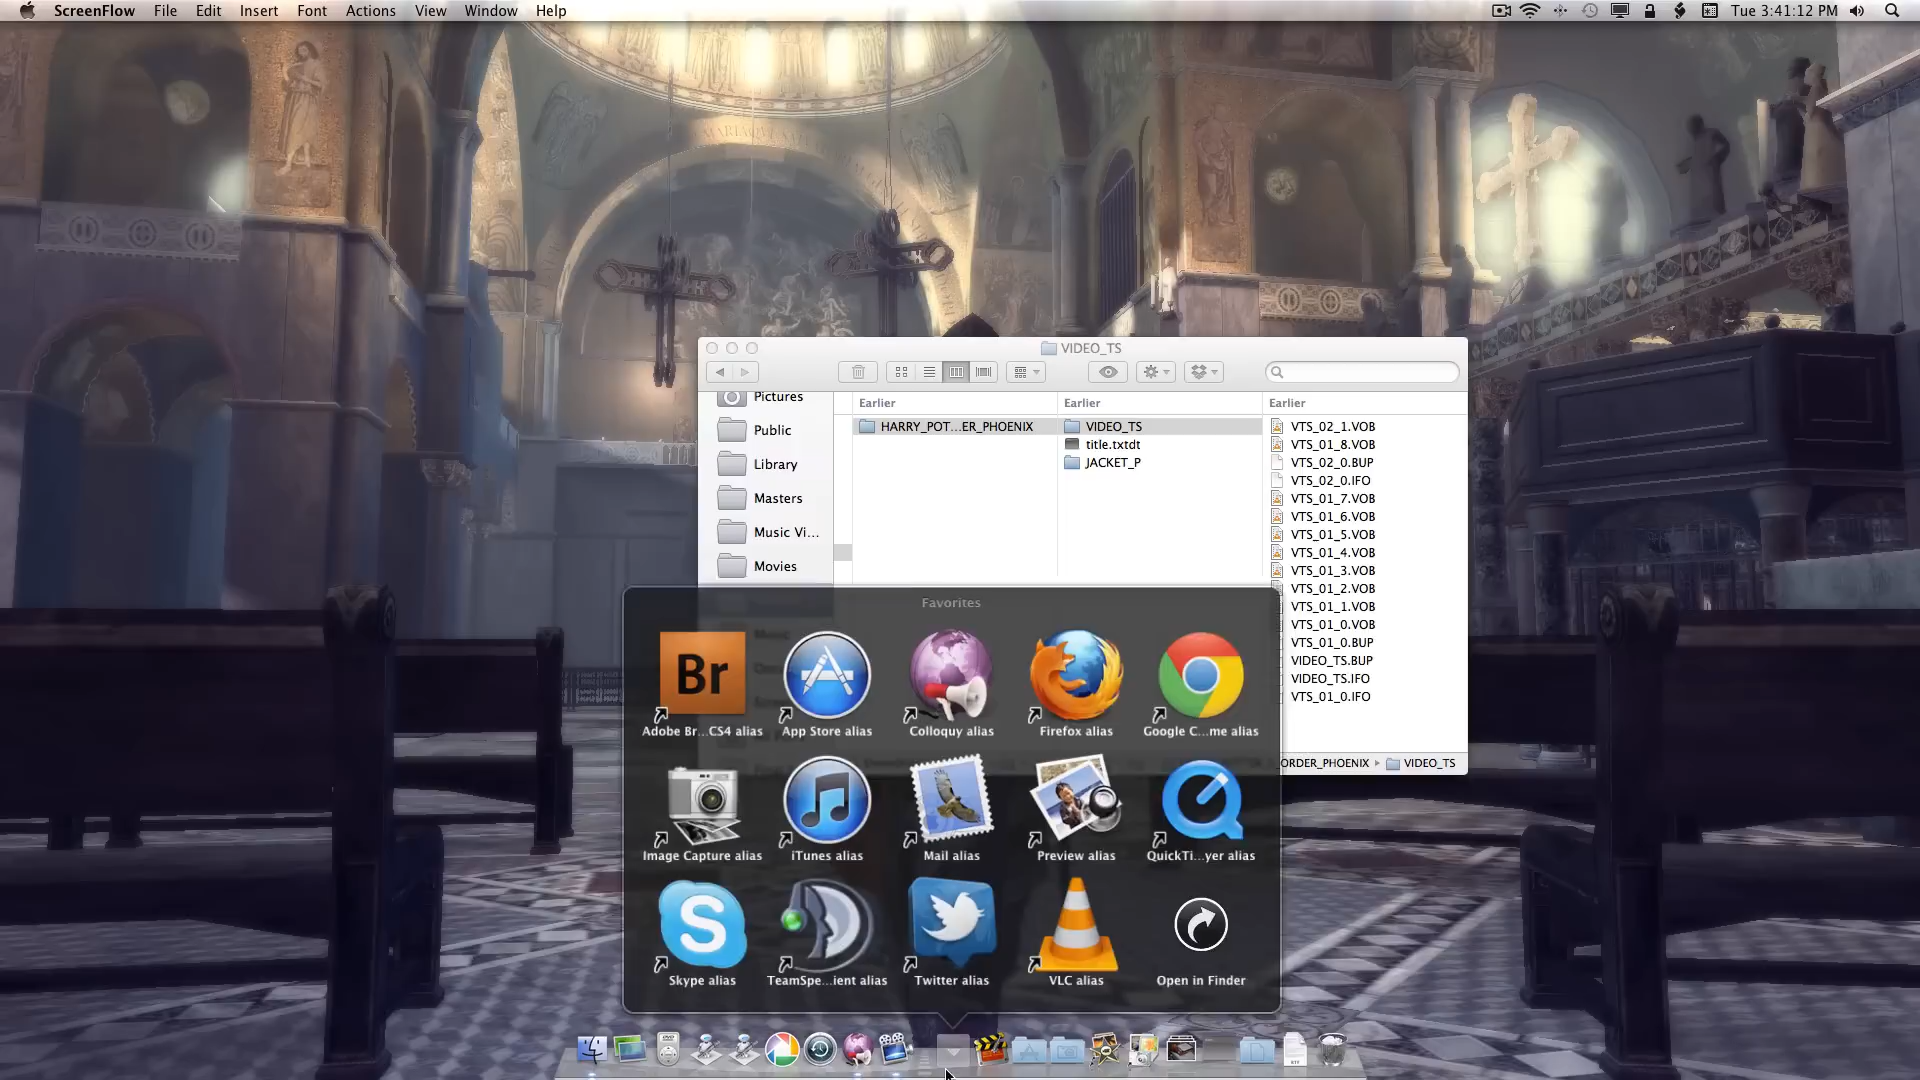 ScreenFlow File Edit Insert Font Actions View Window Help Tue 3:41:12 PM
VIDEO_TS
Pictures
Public
Library
Masters
Music Vi...
Movies
Earlier
HARRY_POT...ER_PHOENIX
Earlier
VIDEO_TS
title.txtdt
JACKET_P
Earlier
VTS_02_1.VOB
VTS_01_8.VOB
VTS_02_0.BUP
VTS_02_0.IFO
VTS_01_7.VOB
VTS_01_6.VOB
VTS_01_5.VOB
VTS_01_4.VOB
VTS_01_3.VOB
VTS_01_2.VOB
VTS_01_1.VOB
VTS_01_0.VOB
VTS_01_0.BUP
VIDEO_TS.BUP
VIDEO_TS.IFO
VTS_01_0.IFO
_ORDER_PHOENIX VIDEO_TS
Favorites
Br
Adobe Br...CS4 alias App Store alias Colloquy alias Firefox alias Google C...me alias
Image Capture alias iTunes alias Mail alias Preview alias QuickTi...yer alias
Skype alias TeamSpe...ient alias Twitter alias VLC alias Open in Finder